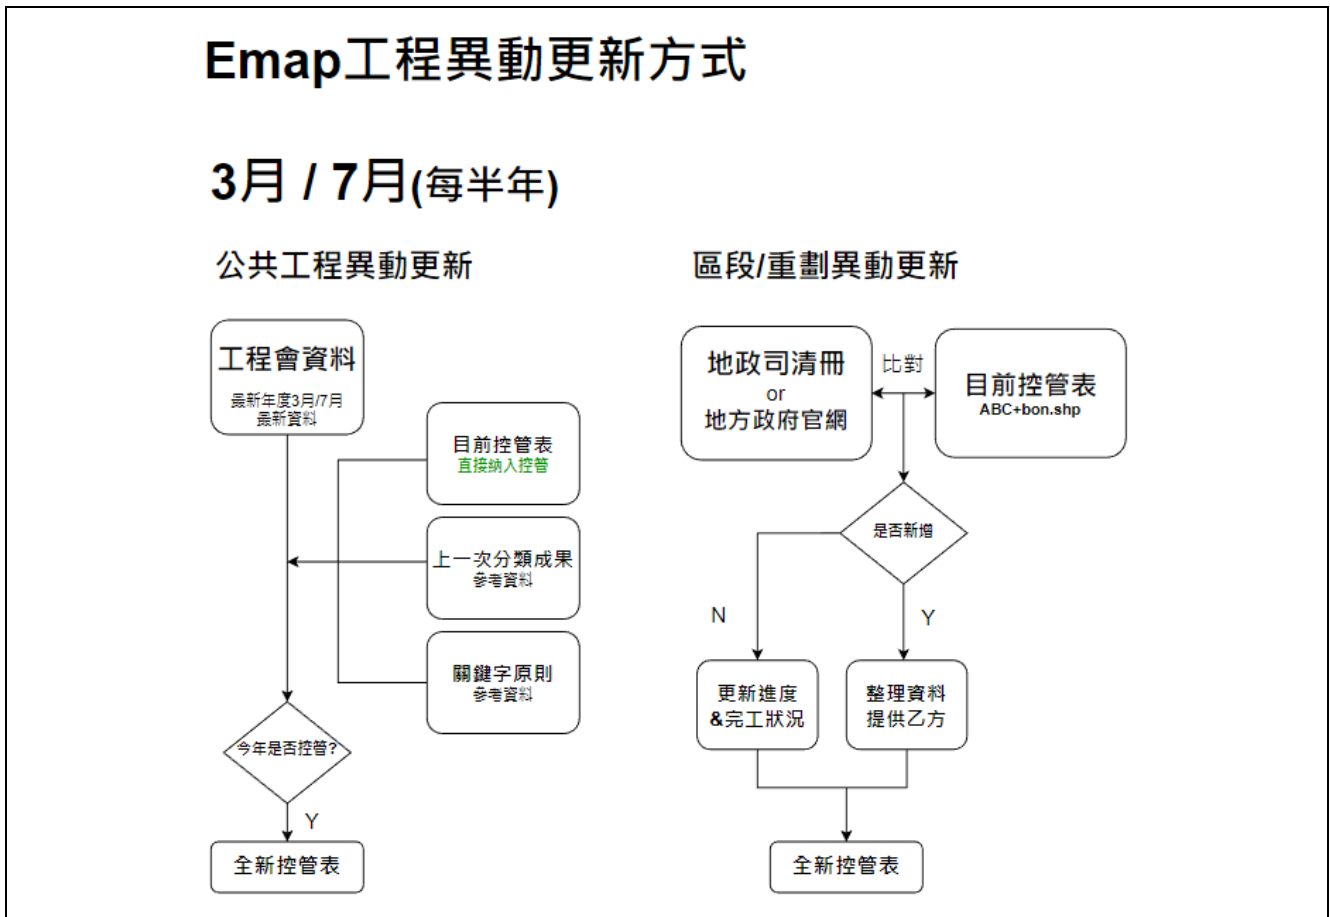 Emap工程異動更新方式
3月 / 7月(每半年)
公共工程異動更新
工程會資料
最新年度3月/7月
最新資料
目前控管表
直接納入控管
上一次分類成果
參考資料
關鍵字原則
參考資料
今年是否控管?
Y
全新控管表
區段/重劃異動更新
地政司清冊
or
地方政府官網
比對
目前控管表
ABC+bon.shp
是否新增
N
Y
更新進度
&完工狀況
整理資料
提供乙方
全新控管表